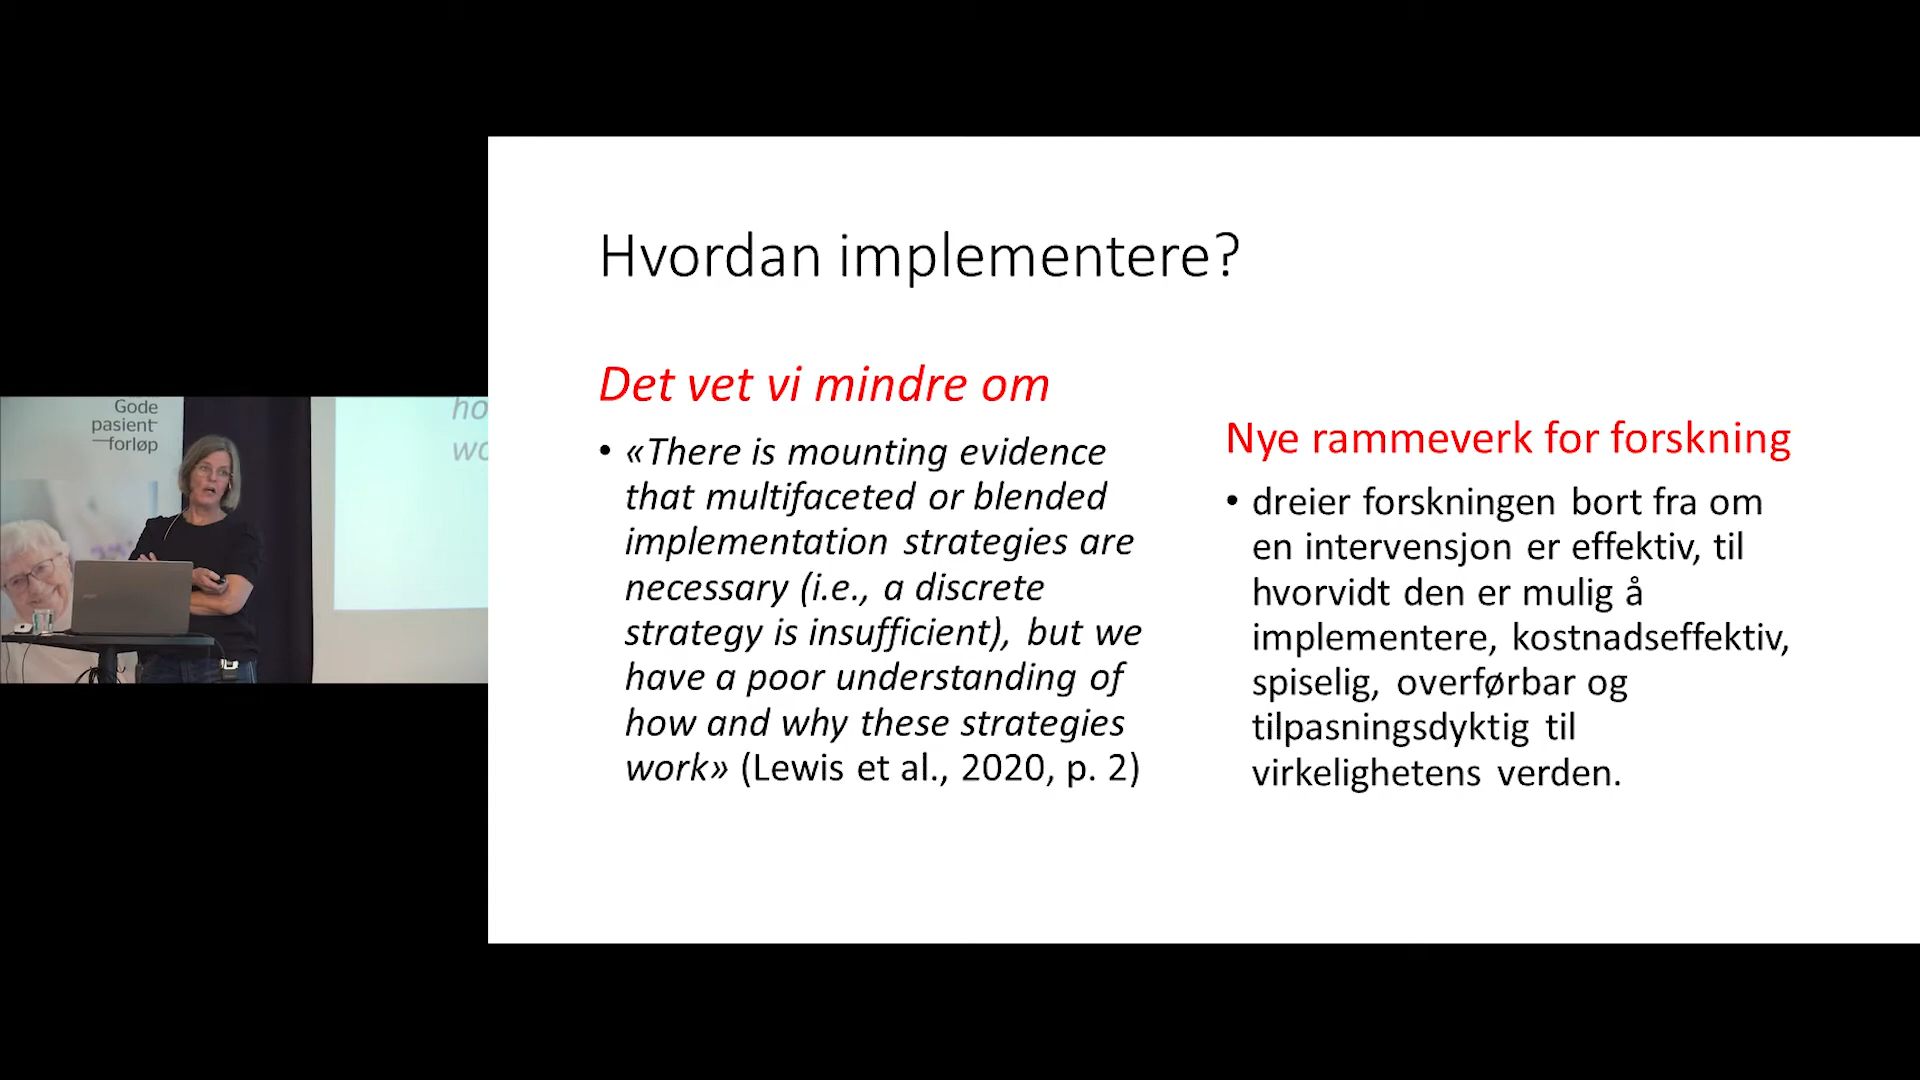 Gode
pasient
forløp
ho
wo
Hvordan implementere?
Det vet vi mindre om
• «There is mounting evidence
that multifaceted or blended
implementation strategies are
necessary (i.e., a discrete
strategy is insufficient), but we
have a poor understanding of
how and why these strategies
work» (Lewis et al., 2020, p. 2)
Nye rammeverk for forskning
• dreier forskningen bort fra om
en intervensjon er effektiv, til
hvorvidt den er mulig å
implementere, kostnadseffektiv,
spiselig, overførbar og
tilpasningsdyktig til
virkelighetens verden.